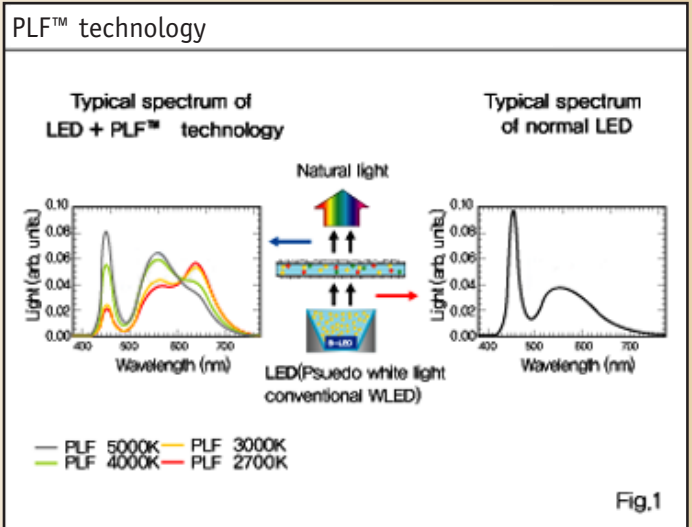 PLF™ technology
Typical spectrum of
LED + PLF™ technology
Typical spectrum
of normal LED
Natural light
0.10
0.08
0.06
0.04
0.02
0.00
Light (arb, units,)
400 500 600 700
Wavelength (nm)
0.10
0.08
0.06
0.04
0.02
0.00
Light (arb, units,)
400 500 600 700
Wavelength (nm)
B-LED
LED(Psuedo white light
conventional WLED)
PLF 5000K PLF 3000K
PLF 4000K PLF 2700K
Fig.1